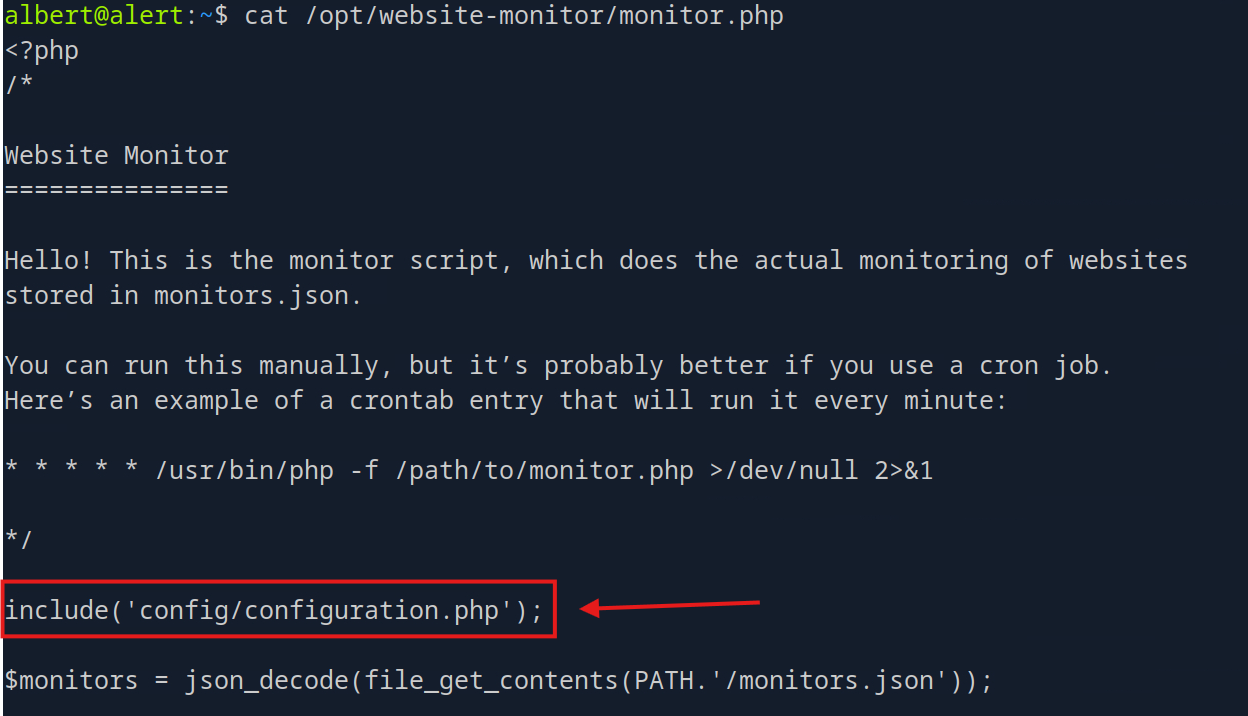 albert@alert:~$ cat /opt/website-monitor/monitor.php
<?php
/*
Website Monitor
===============
Hello! This is the monitor script, which does the actual monitoring of websites
stored in monitors.json.
You can run this manually, but it’s probably better if you use a cron job.
Here’s an example of a crontab entry that will run it every minute:
* * * * * /usr/bin/php -f /path/to/monitor.php >/dev/null 2>&1
*/
include('config/configuration.php');
$monitors = json_decode(file_get_contents(PATH.'/monitors.json'));